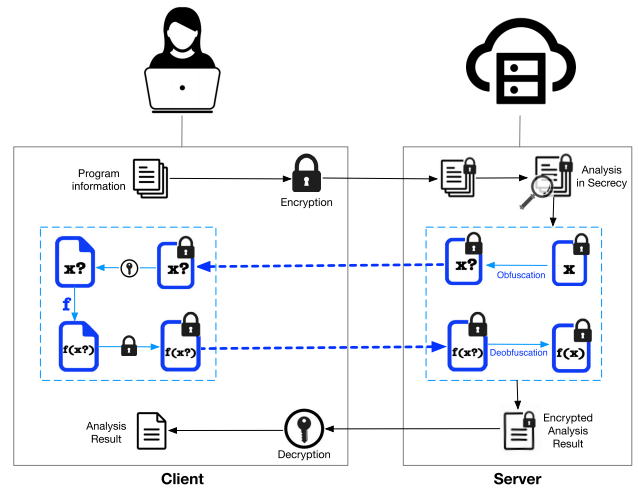 Program
information
Encryption
Analysis
in Secrecy
x?
x?
x?
x
Obfuscation
f
f(x?)
f(x?)
f(x?)
f(x)
Deobfuscation
Analysis
Result
Decryption
Encrypted
Analysis
Result
Client
Server